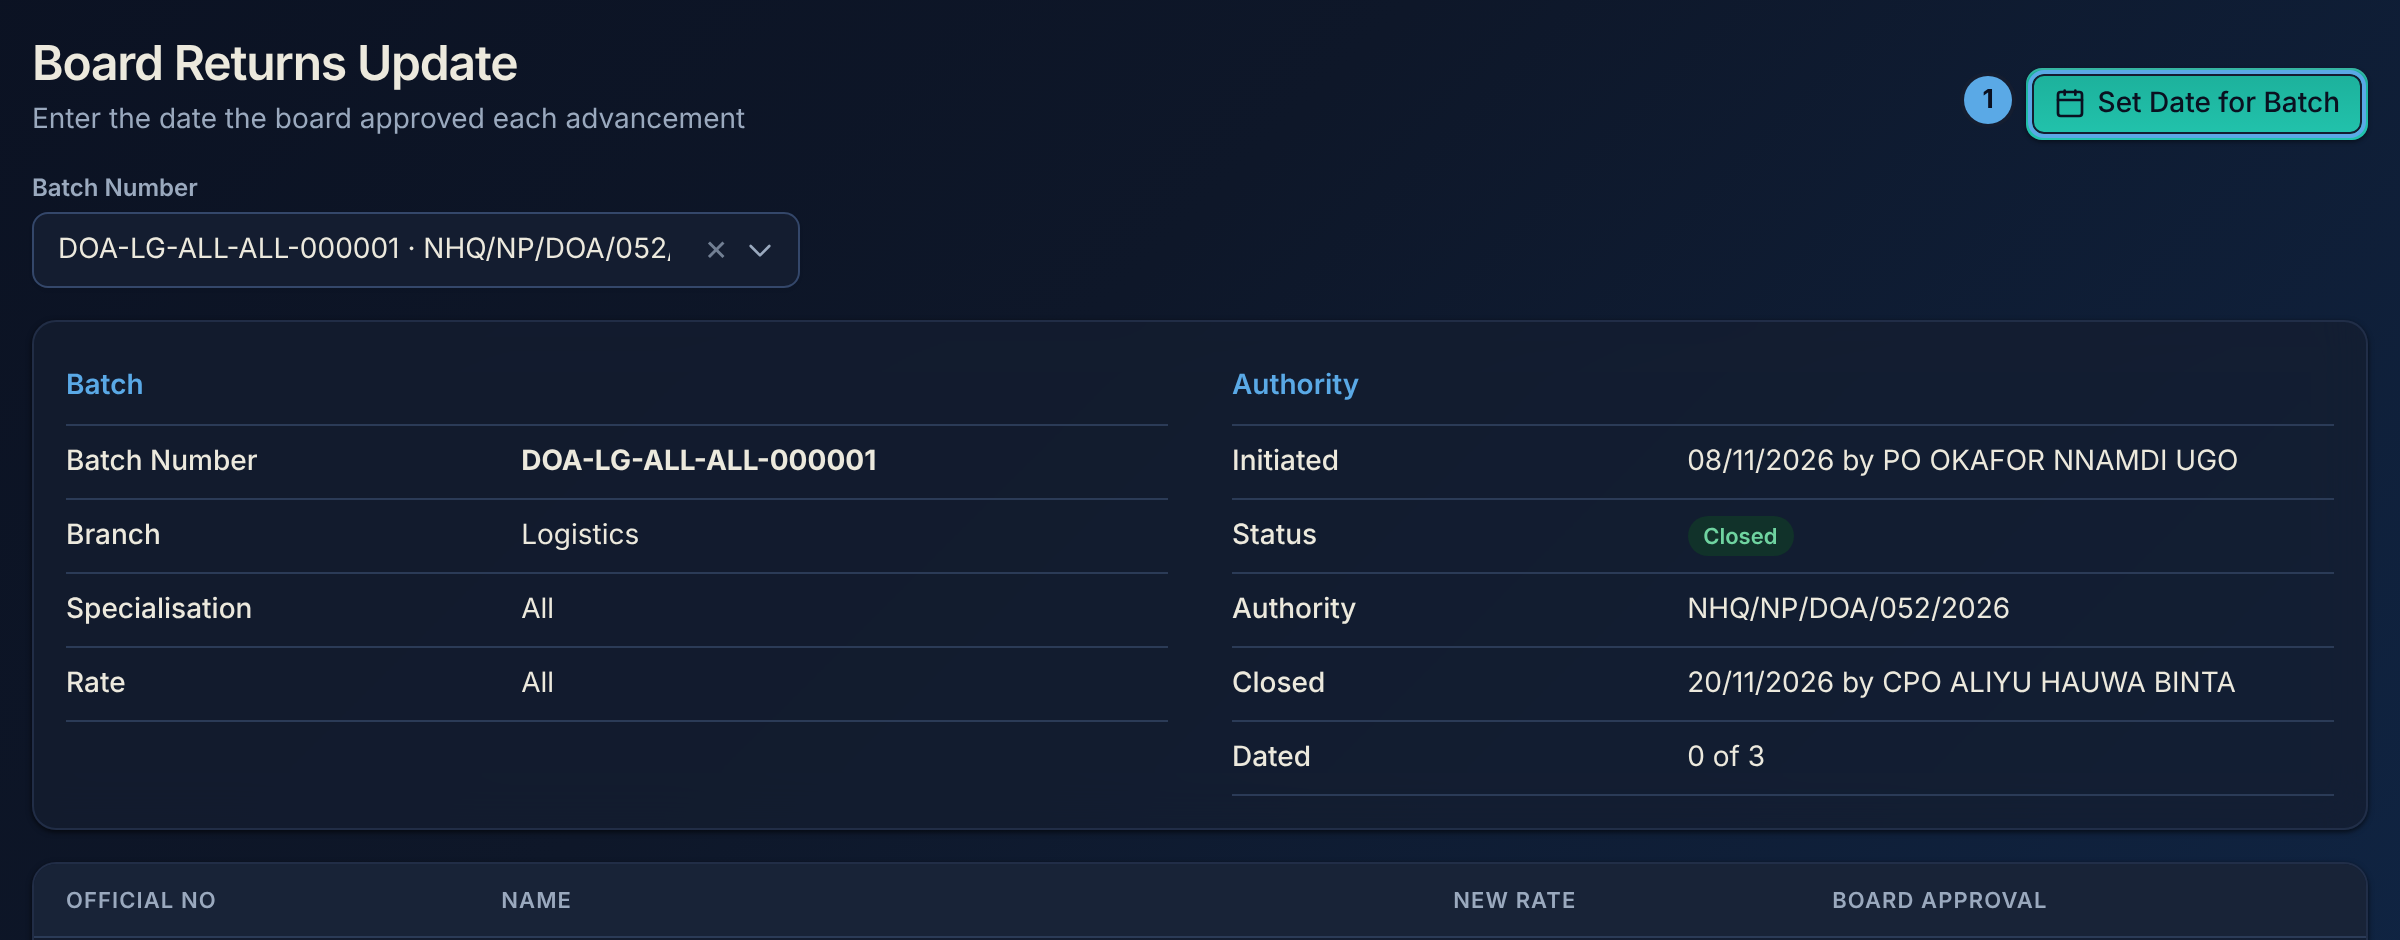 Board Returns Update
Enter the date the board approved each advancement
1
Set Date for Batch
Batch Number
DOA-LG-ALL-ALL-000001 · NHQ/NP/DOA/052,
Batch
Batch Number DOA-LG-ALL-ALL-000001
Branch Logistics
Specialisation All
Rate All
Authority
Initiated 08/11/2026 by PO OKAFOR NNAMDI UGO
Status Closed
Authority NHQ/NP/DOA/052/2026
Closed 20/11/2026 by CPO ALIYU HAUWA BINTA
Dated 0 of 3
OFFICIAL NO NAME NEW RATE BOARD APPROVAL